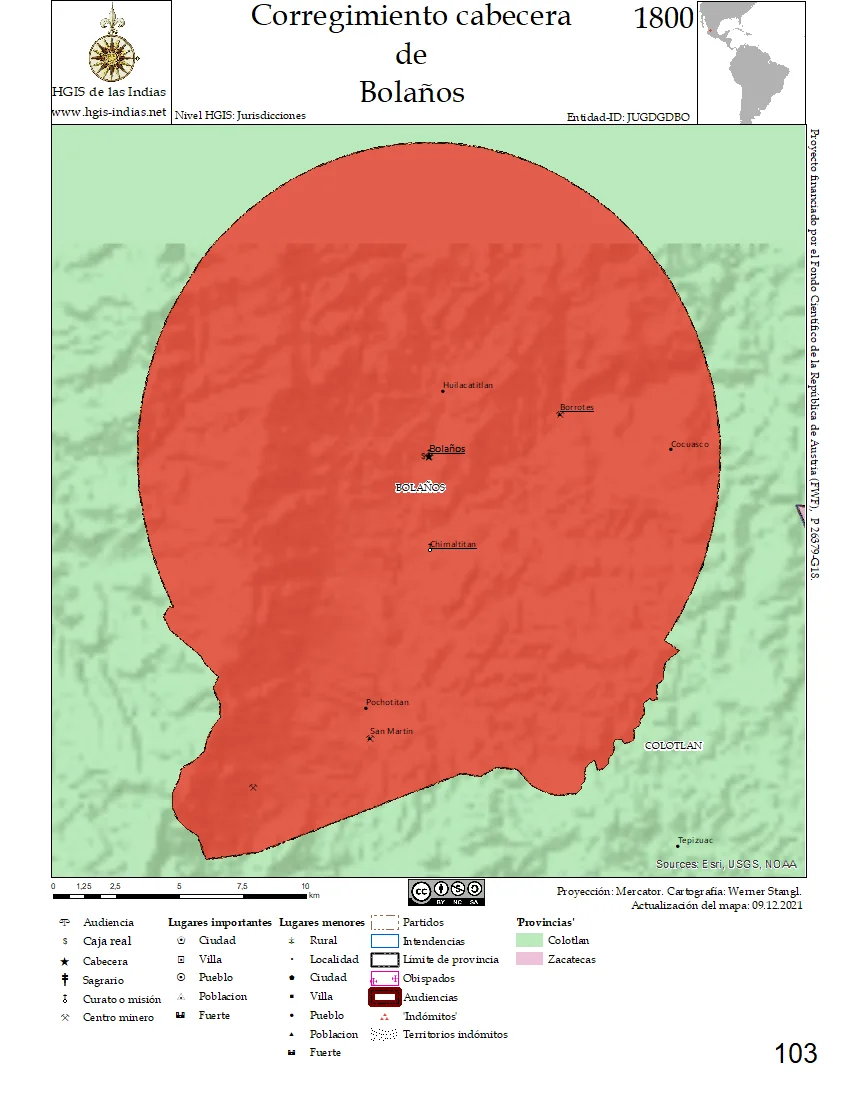 Corregimiento cabecera
de
Bolaños
1800
HGIS de las Indias
www.hgis-indias.net
Nivel HGIS: Jurisdicciones
Entidad-ID: JUGDGDBO
Proyecto financiado por el Fondo Científico de la República de Austria (FWF), P 26379-G18.
Huilacatitlan
Borrotes
Cocuasco
$
Bolaños
BOLAÑOS
Chimaltitan
Pochotitan
San Martin
COLOTLAN
Tepizuac
Sources: Esri, USGS, NOAA
0 1,25 2,5 5 7,5 10
km
cc
BY NC SA
Proyección: Mercator. Cartografía: Werner Stangl.
Actualización del mapa: 09.12.2021
Audiencia
$ Caja real
Cabecera
Sagrario
Curato o misión
Centro minero
Lugares importantes
Ciudad
Villa
Pueblo
Poblacion
Fuerte
Lugares menores
Rural
Localidad
Ciudad
Villa
Pueblo
Poblacion
Fuerte
Partidos
Intendencias
Límite de provincia
Obispados
Audiencias
'Indómitos'
Territorios indómitos
'Provincias'
Colotlan
Zacatecas
103